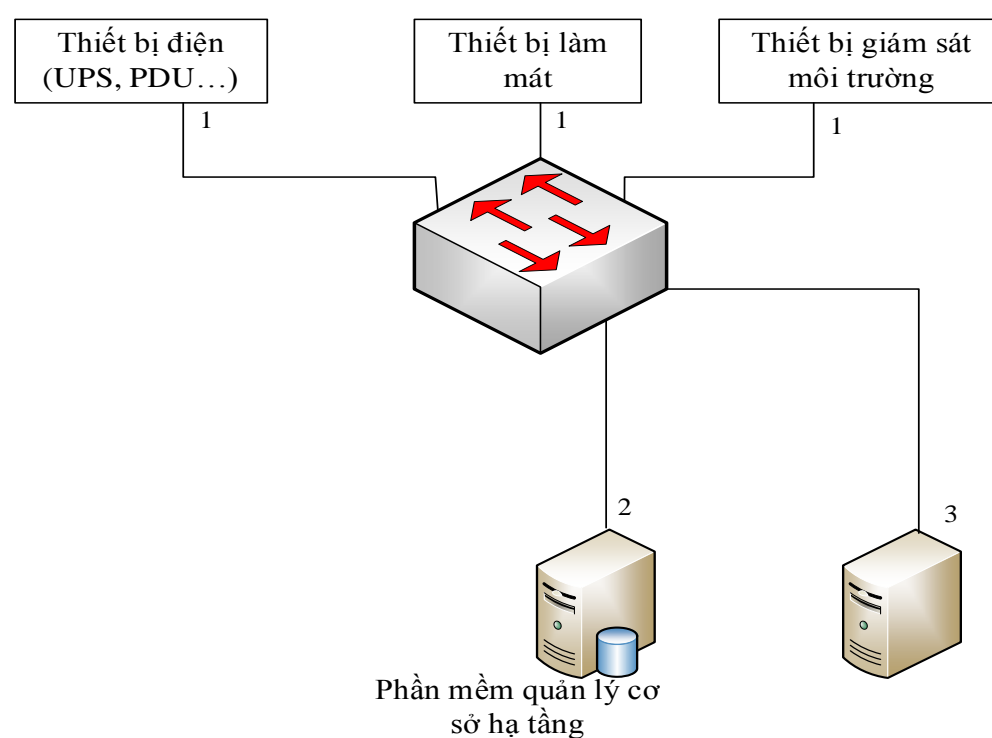 Thiết bị điện
(UPS, PDU…)
Thiết bị làm
mát
Thiết bị giám sát
môi trường
1
1
1
2
3
Phần mềm quản lý cơ
sở hạ tầng